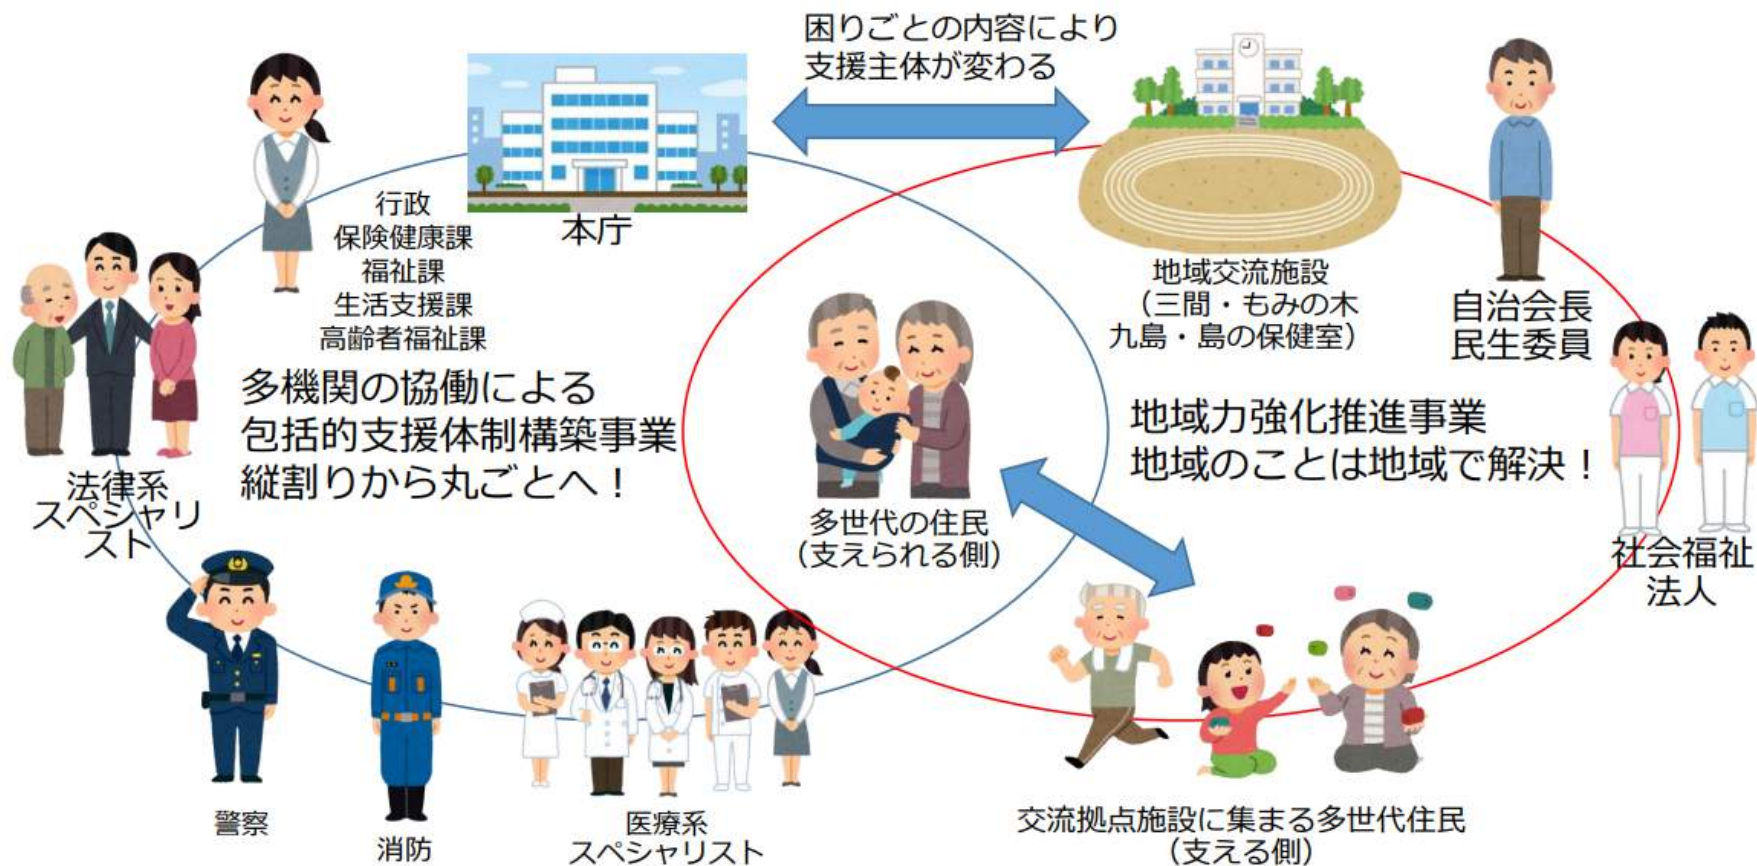 困りごとの内容により
支援主体が変わる
本庁
行政
保険健康課
福祉課
生活支援課
高齢者福祉課
地域交流施設
（三間・もみの木
九島・島の保健室）
自治会長
民生委員
多機関の協働による
包括的支援体制構築事業
縦割りから丸ごとへ！
地域力強化推進事業
地域のことは地域で解決！
法律系
スペシャリ
スト
多世代の住民
（支えられる側）
社会福祉
法人
警察
消防
医療系
スペシャリスト
交流拠点施設に集まる多世代住民
（支える側）